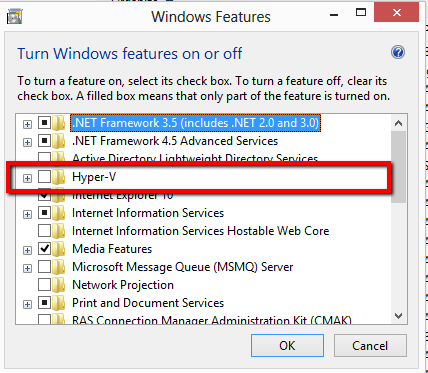 Windows Features
Turn Windows features on or off
To turn a feature on, select its check box. To turn a feature off, clear its
check box. A filled box means that only part of the feature is turned on.
.NET Framework 3.5 (includes .NET 2.0 and 3.0)
.NET Framework 4.5 Advanced Services
Active Directory Lightweight Directory Services
Hyper-V
Internet Explorer 10
Internet Information Services
Internet Information Services Hostable Web Core
Media Features
Microsoft Message Queue (MSMQ) Server
Network Projection
Print and Document Services
RAS Connection Manager Administration Kit (CMAK)
OK
Cancel